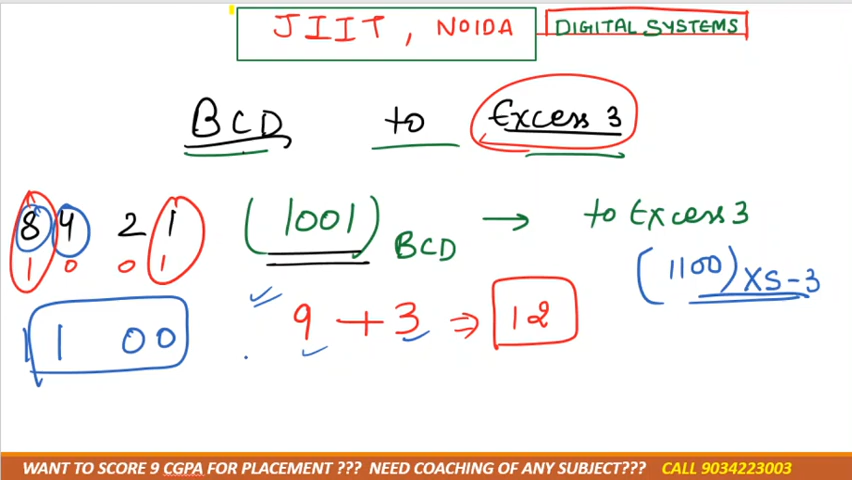 JIIT, NOIDA DIGITAL SYSTEMS
BCD to Excess 3
8 4 2 1 (1001)BCD → to Excess 3
1 0 0 1 (1100)XS-3
9 + 3 ⇒ 12
1 1 00
WANT TO SCORE 9 CGPA FOR PLACEMENT ??? NEED COACHING OF ANY SUBJECT??? CALL 9034223003